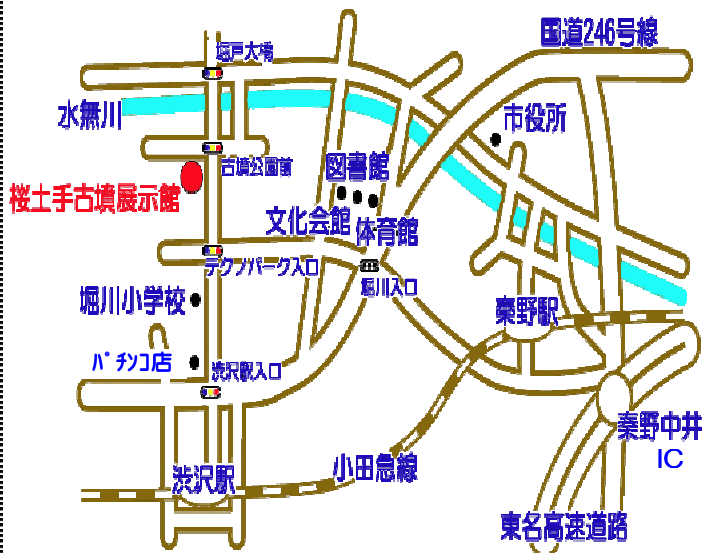 国道246号線
堀戸大橋
水無川
市役所
古墳公園前
図書館
桜土手古墳展示館
文化会館
体育館
テクノパーク入口
堀川入口
堀川小学校
秦野駅
パチンコ店
渋沢駅入口
秦野中井
IC
小田急線
渋沢駅
東名高速道路